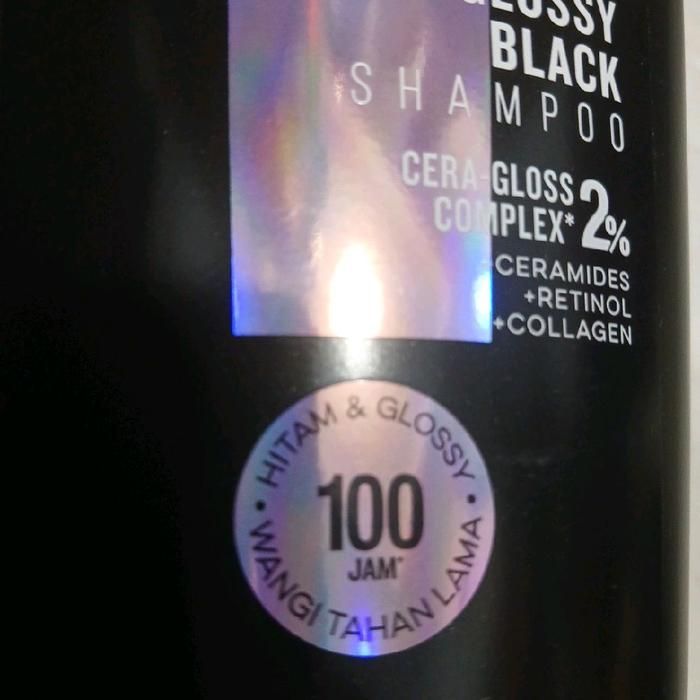 GLOSSY
BLACK
SHAMPOO
CERA-GLOSS
COMPLEX* 2%
+CERAMIDES
+RETINOL
+COLLAGEN
• HITAM & GLOSSY •
100
JAM*
WANGI TAHAN LAMA